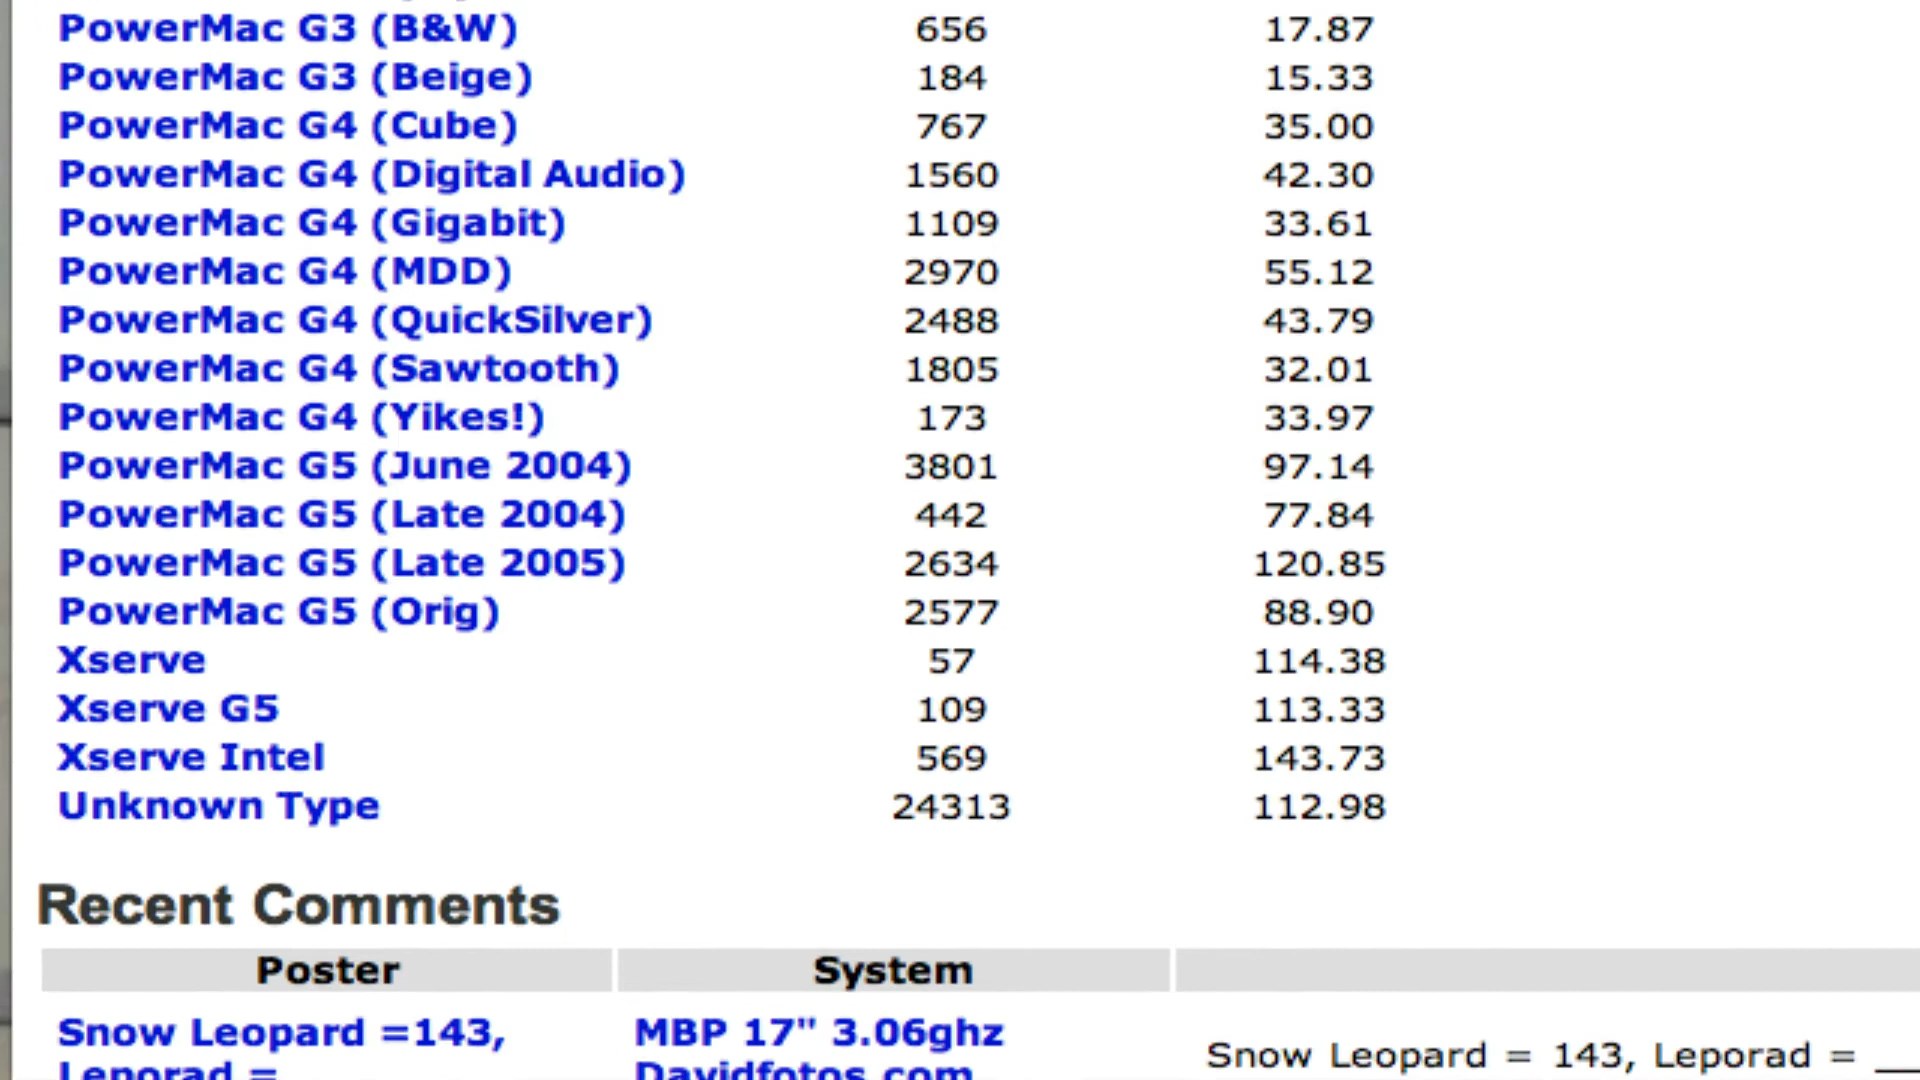 PowerMac G3 (B&W) 656 17.87
PowerMac G3 (Beige) 184 15.33
PowerMac G4 (Cube) 767 35.00
PowerMac G4 (Digital Audio) 1560 42.30
PowerMac G4 (Gigabit) 1109 33.61
PowerMac G4 (MDD) 2970 55.12
PowerMac G4 (QuickSilver) 2488 43.79
PowerMac G4 (Sawtooth) 1805 32.01
PowerMac G4 (Yikes!) 173 33.97
PowerMac G5 (June 2004) 3801 97.14
PowerMac G5 (Late 2004) 442 77.84
PowerMac G5 (Late 2005) 2634 120.85
PowerMac G5 (Orig) 2577 88.90
Xserve 57 114.38
Xserve G5 109 113.33
Xserve Intel 569 143.73
Unknown Type 24313 112.98
Recent Comments
Poster System
Snow Leopard =143, MBP 17" 3.06ghz
Snow Leopard = 143, Leporad = __
Leporad = Davidfotos.com